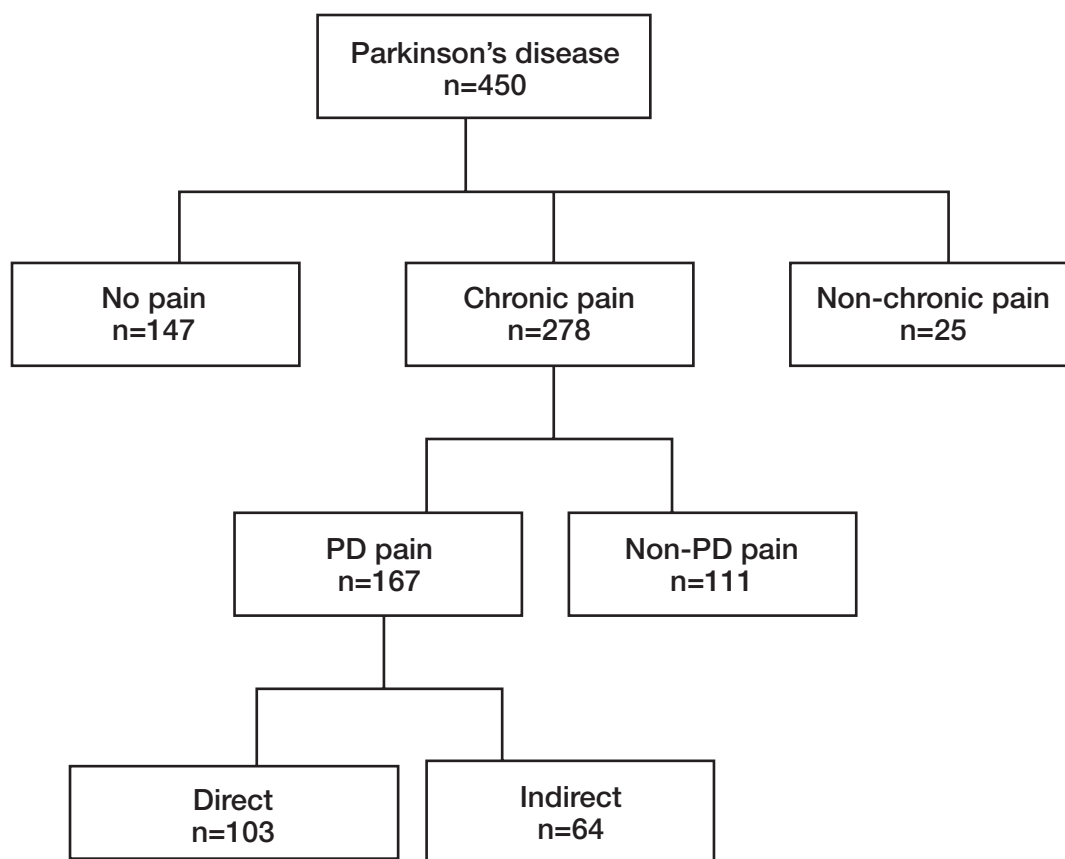 Parkinson’s disease
n=450
No pain
n=147
Chronic pain
n=278
Non-chronic pain
n=25
PD pain
n=167
Non-PD pain
n=111
Direct
n=103
Indirect
n=64